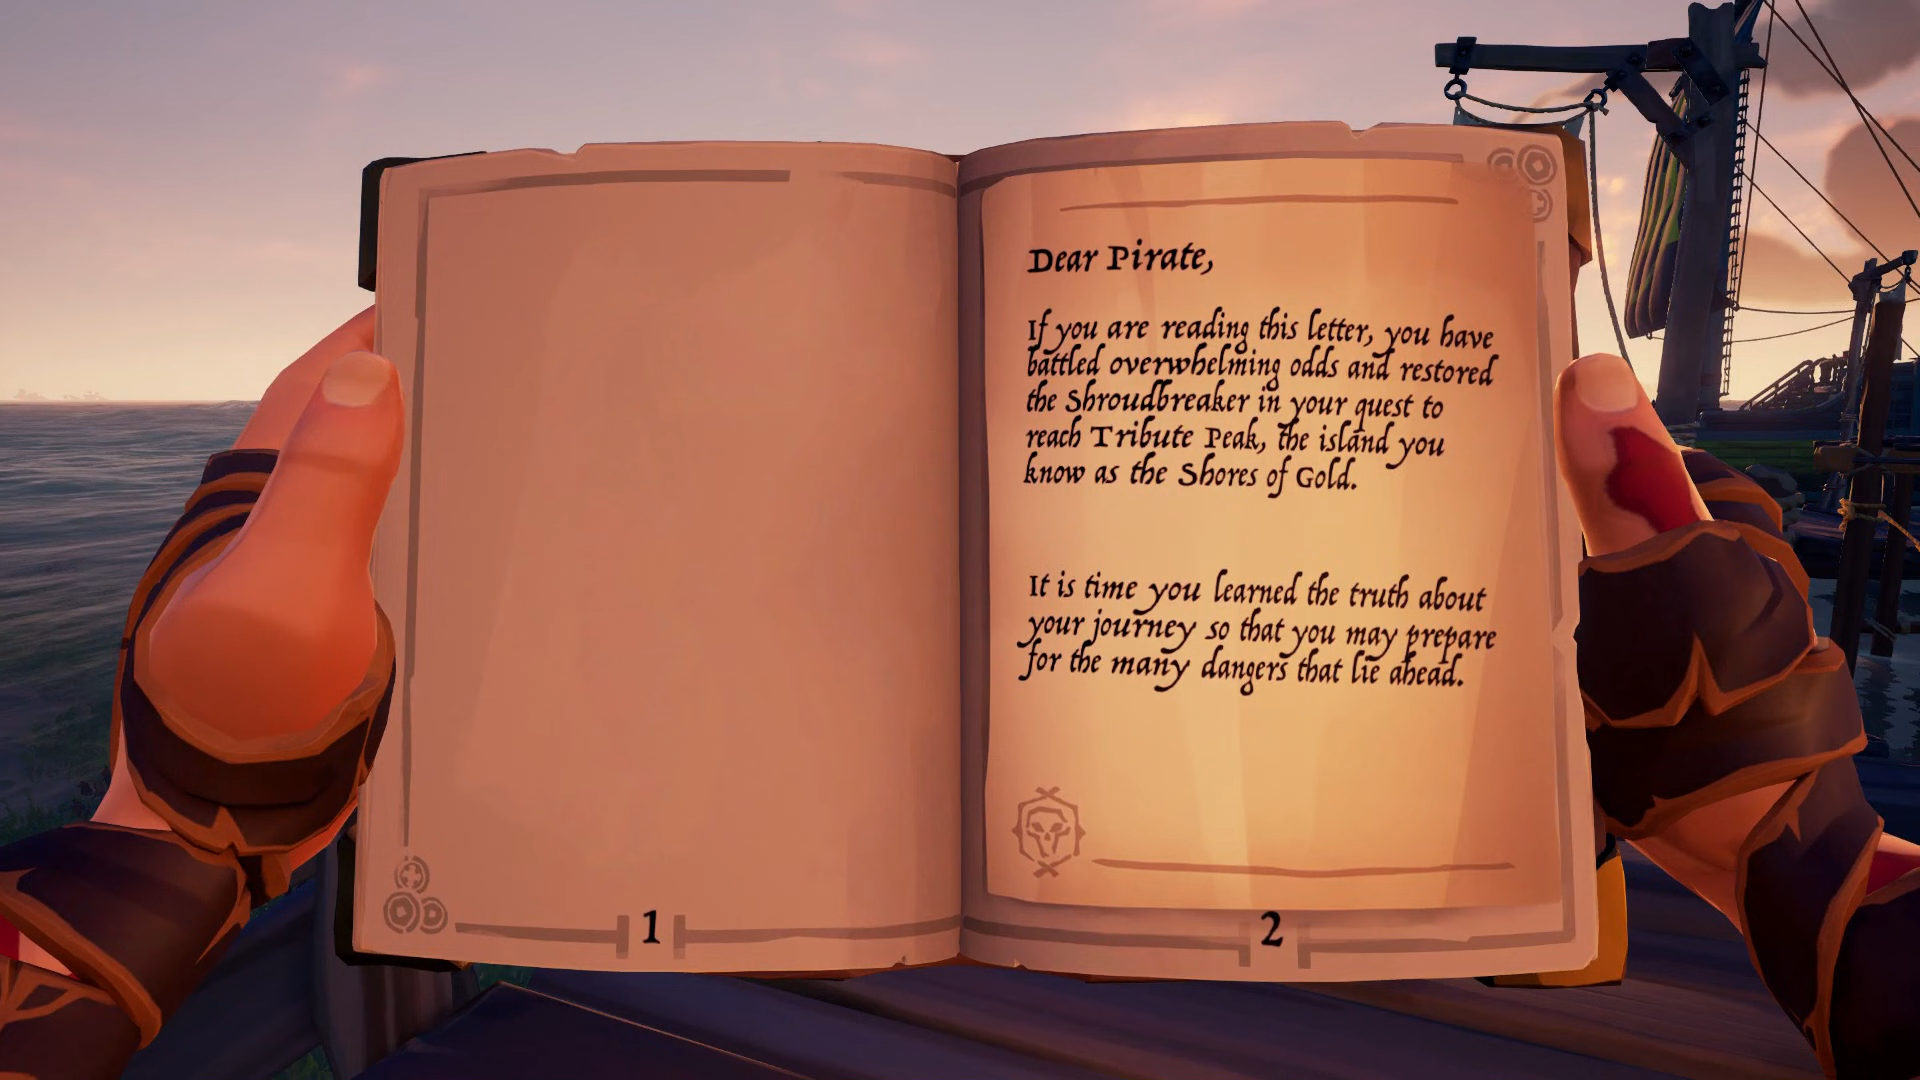 Dear Pirate,
If you are reading this letter, you have
battled overwhelming odds and restored
the Shroudbreaker in your quest to
reach Tribute Peak, the island you
know as the Shores of Gold.
It is time you learned the truth about
your journey so that you may prepare
for the many dangers that lie ahead.
1
2